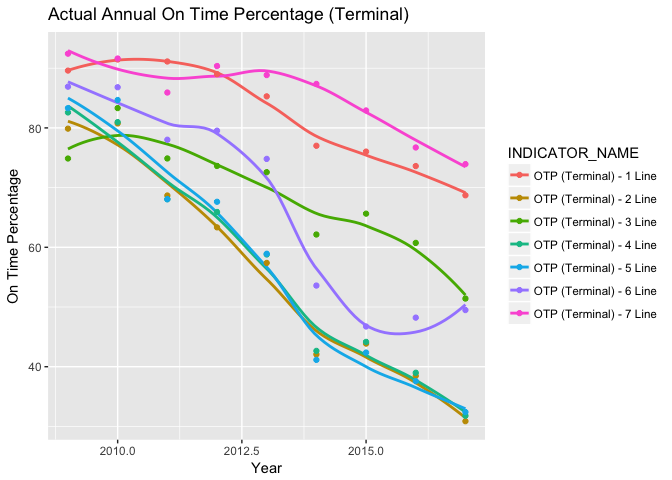 Actual Annual On Time Percentage (Terminal)
On Time Percentage
80
60
40
2010.0
2012.5
2015.0
Year
INDICATOR_NAME
OTP (Terminal) - 1 Line
OTP (Terminal) - 2 Line
OTP (Terminal) - 3 Line
OTP (Terminal) - 4 Line
OTP (Terminal) - 5 Line
OTP (Terminal) - 6 Line
OTP (Terminal) - 7 Line